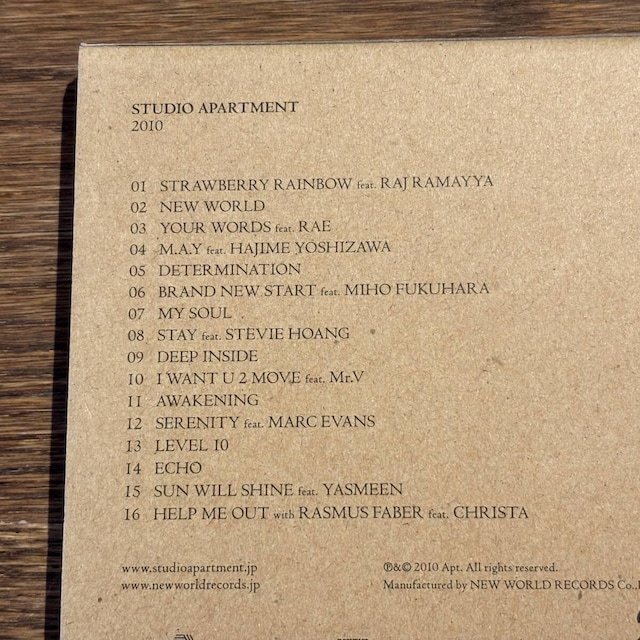 STUDIO APARTMENT
2010
01 STRAWBERRY RAINBOW feat. RAJ RAMAYYA
02 NEW WORLD
03 YOUR WORDS feat. RAE
04 M.A.Y feat. HAJIME YOSHIZAWA
05 DETERMINATION
06 BRAND NEW START feat. MIHO FUKUHARA
07 MY SOUL
08 STAY feat. STEVIE HOANG
09 DEEP INSIDE
10 I WANT U 2 MOVE feat. Mr.V
11 AWAKENING
12 SERENITY feat. MARC EVANS
13 LEVEL 10
14 ECHO
15 SUN WILL SHINE feat. YASMEEN
16 HELP ME OUT with RASMUS FABER feat. CHRISTA
www.studioapartment.jp
www.newworldrecords.jp
℗&© 2010 Apt. All rights reserved.
Manufactured by NEW WORLD RECORDS Co.,